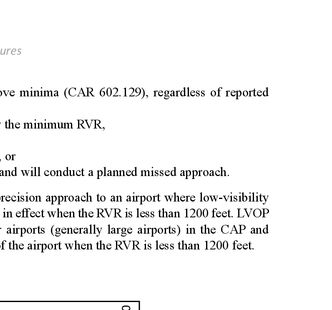 ures
ove minima (CAR 602.129), regardless of reported
the minimum RVR,
, or
and will conduct a planned missed approach.
recision approach to an airport where low-visibility
in effect when the RVR is less than 1200 feet. LVOP
airports (generally large airports) in the CAP and
f the airport when the RVR is less than 1200 feet.